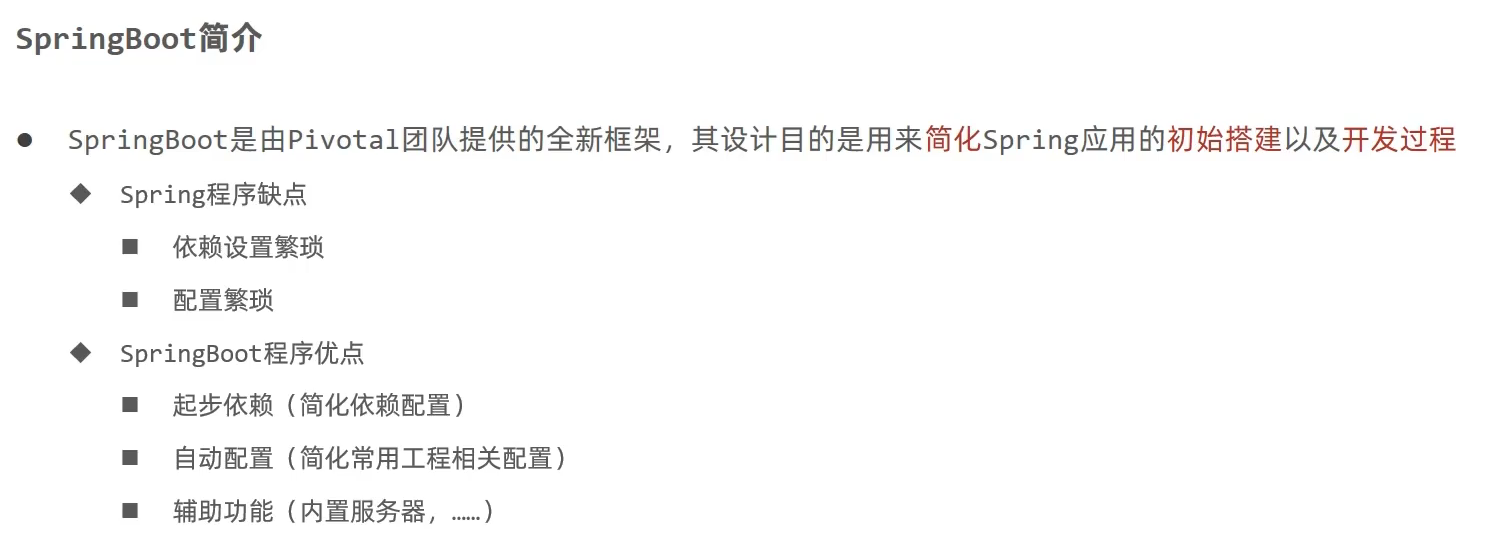 SpringBoot简介
● SpringBoot是由Pivotal团队提供的全新框架，其设计目的是用来简化Spring应用的初始搭建以及开发过程
◆ Spring程序缺点
■ 依赖设置繁琐
■ 配置繁琐
◆ SpringBoot程序优点
■ 起步依赖（简化依赖配置）
■ 自动配置（简化常用工程相关配置）
■ 辅助功能（内置服务器，……）